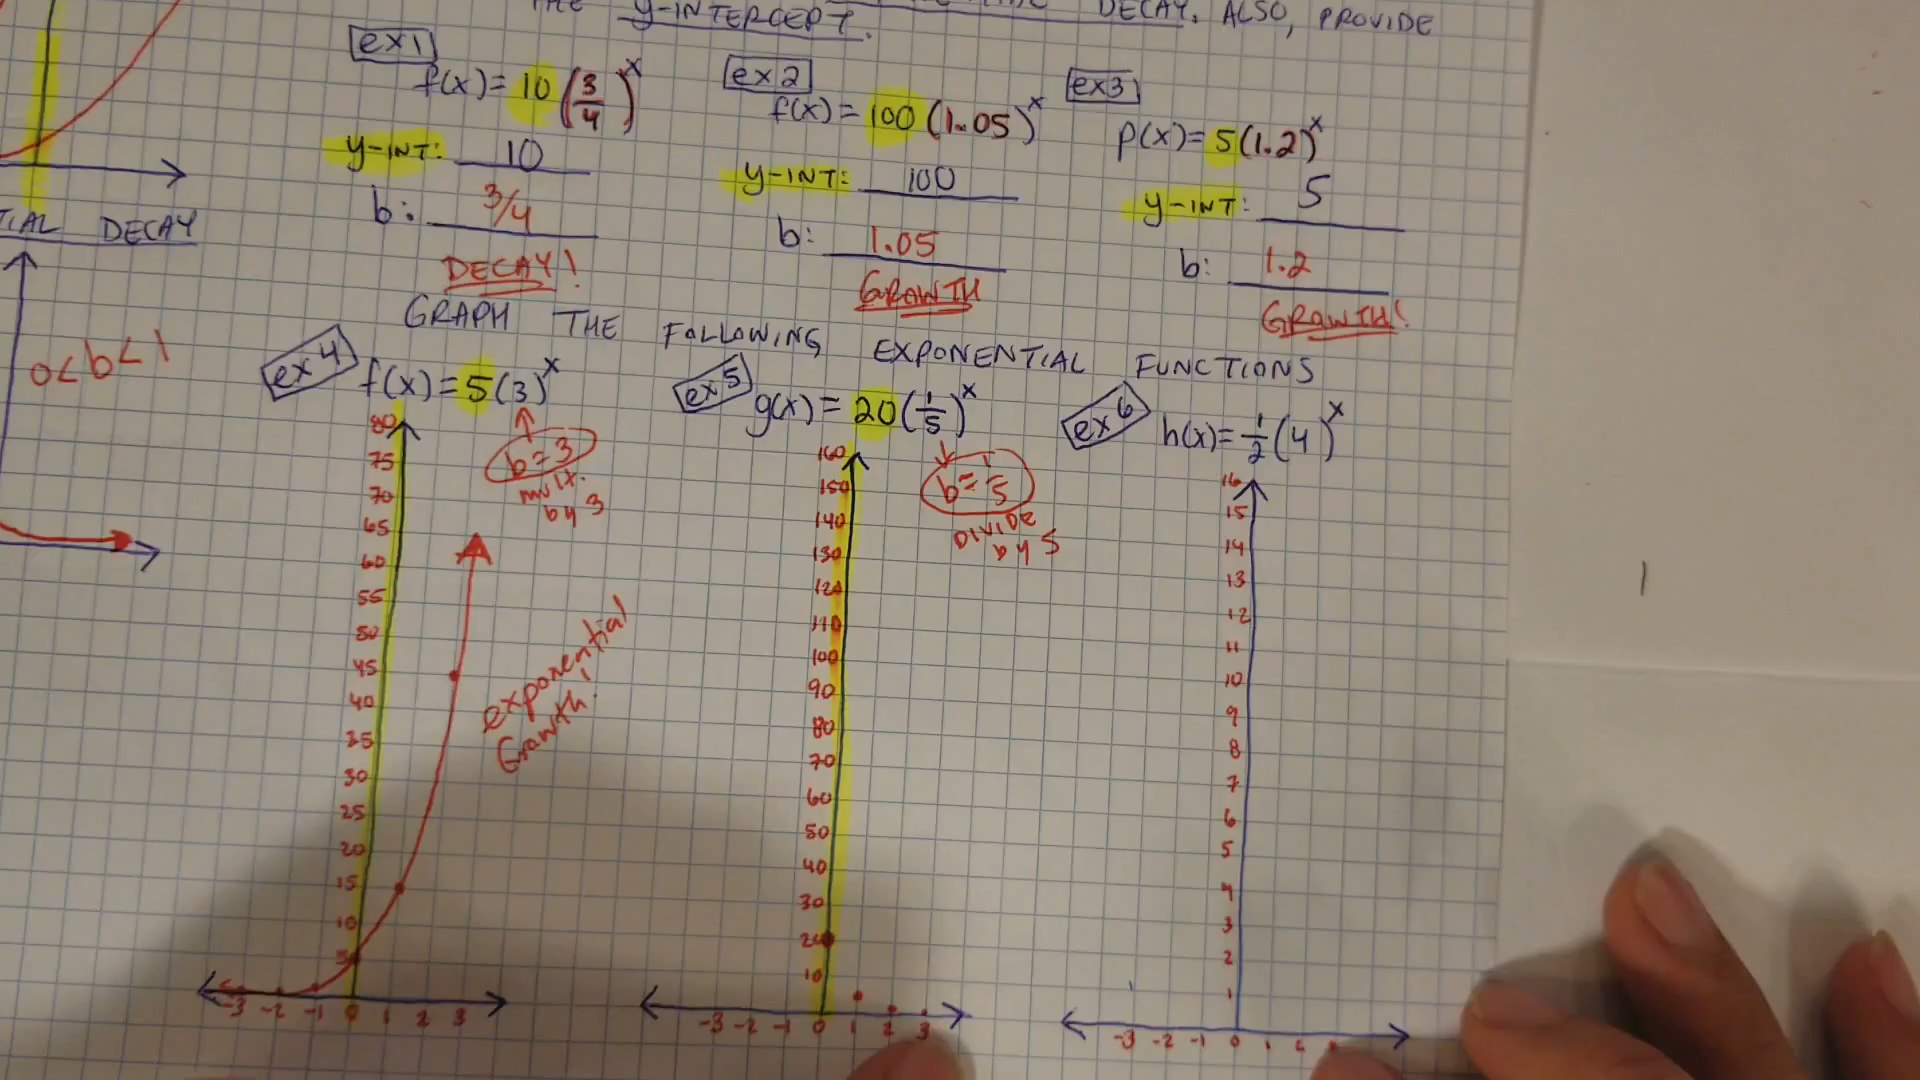 THE y-INTERCEPT. DECAY. ALSO, PROVIDE
ex1
f(x)= 10 (3/4)^x
y-INT: 10
b: 3/4
DECAY!
ex2
f(x)= 100 (1.05)^x
y-INT: 100
b: 1.05
GROWTH
ex3
p(x)= 5(1.2)^x
y-INT: 5
b: 1.2
GROWTH!
TIAL DECAY
0<b<1
GRAPH THE FOLLOWING EXPONENTIAL FUNCTIONS
ex4 f(x)= 5(3)^x
b=3
mult.
by 3
80
75
70
65
60
55
50
45
40
35
30
25
20
15
10
5
-3 -2 -1 0 1 2 3
exponential
Growth!
ex5 g(x)= 20(1/5)^x
b=1/5
DIVIDE
by 5
160
150
140
130
120
110
100
90
80
70
60
50
40
30
20
10
-3 -2 -1 0 1 2 3
ex6 h(x)= 1/2(4)^x
16
15
14
13
12
11
10
9
8
7
6
5
4
3
2
1
-3 -2 -1 0 1 2